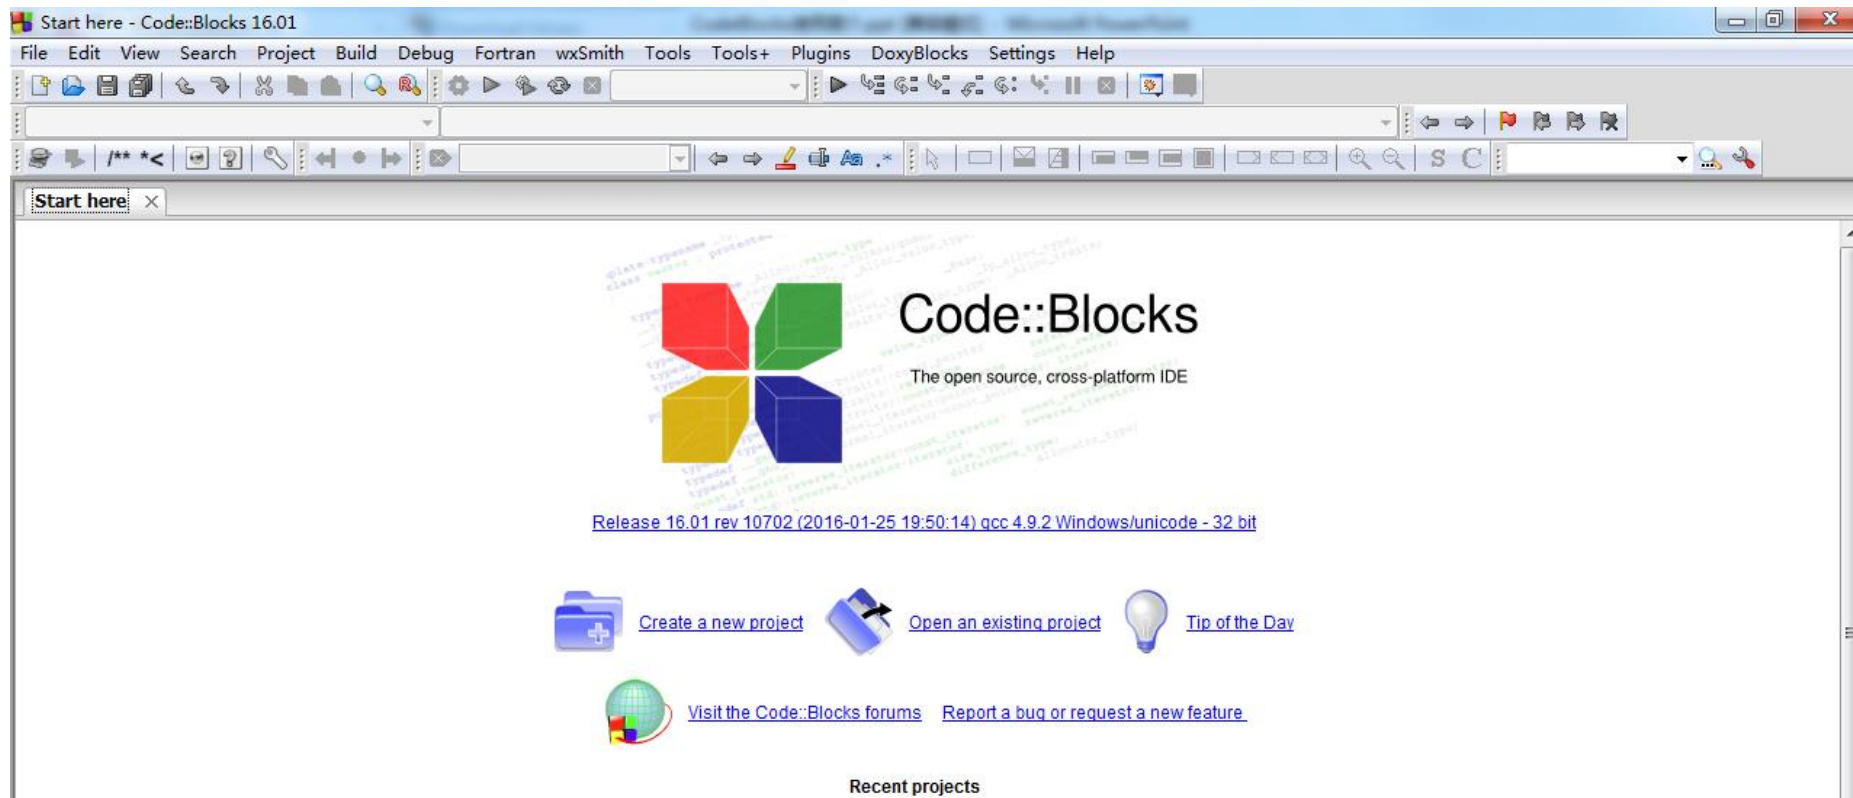 Start here - Code::Blocks 16.01
File Edit View Search Project Build Debug Fortran wxSmith Tools Tools+ Plugins DoxyBlocks Settings Help
/** *<
S C
Start here
Code::Blocks
The open source, cross-platform IDE
Release 16.01 rev 10702 (2016-01-25 19:50:14) gcc 4.9.2 Windows/unicode - 32 bit
Create a new project Open an existing project Tip of the Day
Visit the Code::Blocks forums Report a bug or request a new feature
Recent projects